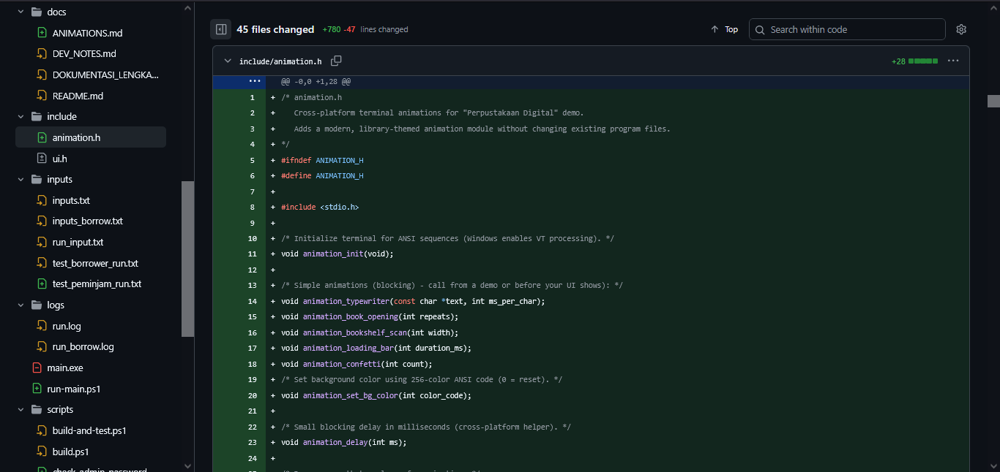 docs
ANIMATIONS.md
DEV_NOTES.md
DOKUMENTASI_LENGKA...
README.md
include
animation.h
ui.h
inputs
inputs.txt
inputs_borrow.txt
run_input.txt
test_borrower_run.txt
test_peminjam_run.txt
logs
run.log
run_borrow.log
main.exe
run-main.ps1
scripts
build-and-test.ps1
build.ps1
check_admin_password
45 files changed +780 -47 lines changed
Top
Search within code
include/animation.h
+28
@@ -0,0 +1,28 @@
1 + /* animation.h
2 + Cross-platform terminal animations for "Perpustakaan Digital" demo.
3 + Adds a modern, library-themed animation module without changing existing program files.
4 + */
5 + #ifndef ANIMATION_H
6 + #define ANIMATION_H
7 +
8 + #include <stdio.h>
9 +
10 + /* Initialize terminal for ANSI sequences (Windows enables VT processing). */
11 + void animation_init(void);
12 +
13 + /* Simple animations (blocking) - call from a demo or before your UI shows): */
14 + void animation_typewriter(const char *text, int ms_per_char);
15 + void animation_book_opening(int repeats);
16 + void animation_bookshelf_scan(int width);
17 + void animation_loading_bar(int duration_ms);
18 + void animation_confetti(int count);
19 + /* Set background color using 256-color ANSI code (0 = reset). */
20 + void animation_set_bg_color(int color_code);
21 +
22 + /* Small blocking delay in milliseconds (cross-platform helper). */
23 + void animation_delay(int ms);
24 +